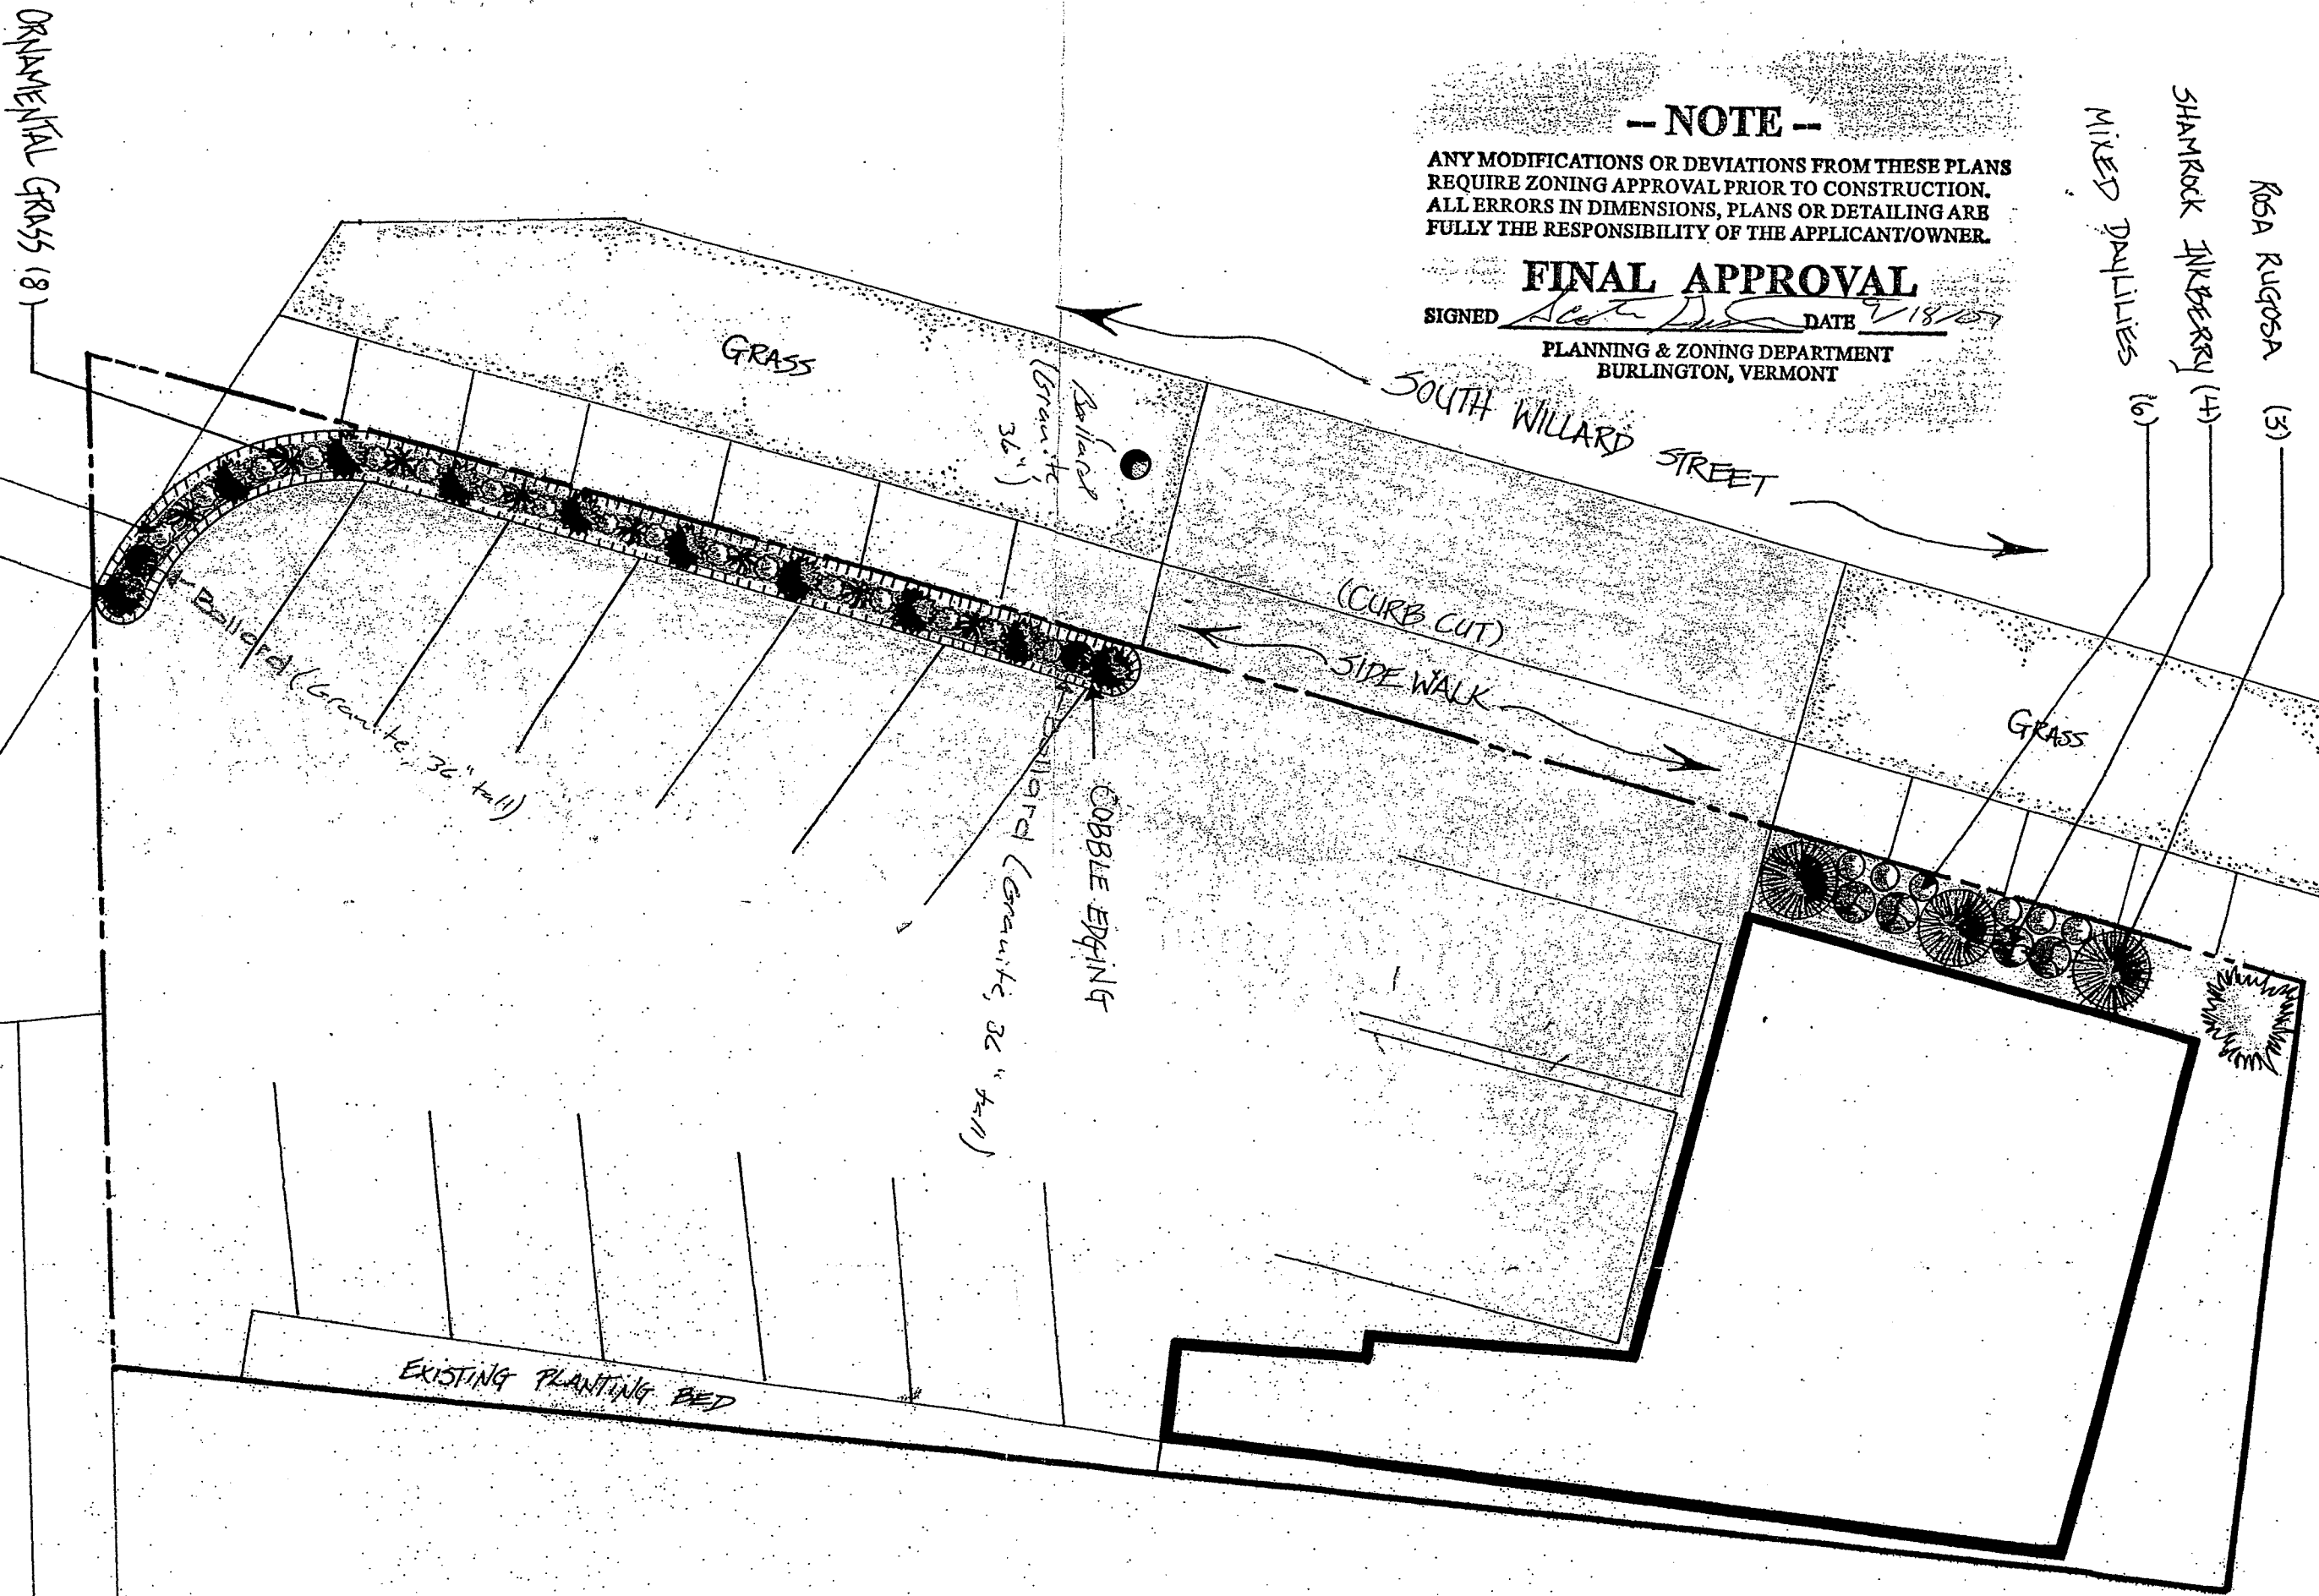 -- NOTE --
ANY MODIFICATIONS OR DEVIATIONS FROM THESE PLANS
REQUIRE ZONING APPROVAL PRIOR TO CONSTRUCTION.
ALL ERRORS IN DIMENSIONS, PLANS OR DETAILING ARE
FULLY THE RESPONSIBILITY OF THE APPLICANT/OWNER.
FINAL APPROVAL
SIGNED DATE 9/18/07
PLANNING & ZONING DEPARTMENT
BURLINGTON, VERMONT
ROSA RUGOSA (3)
SHAMROCK INKBERRY (4)
MIXED DAYLILIES (6)
ORNAMENTAL GRASS (8)
GRASS
Bollard
(Granite
36")
SOUTH WILLARD STREET
(CURB CUT)
SIDE WALK
GRASS
Bollard (Granite, 36" tall)
Bollard (Granite, 36" tall)
COBBLE EDGING
EXISTING PLANTING BED